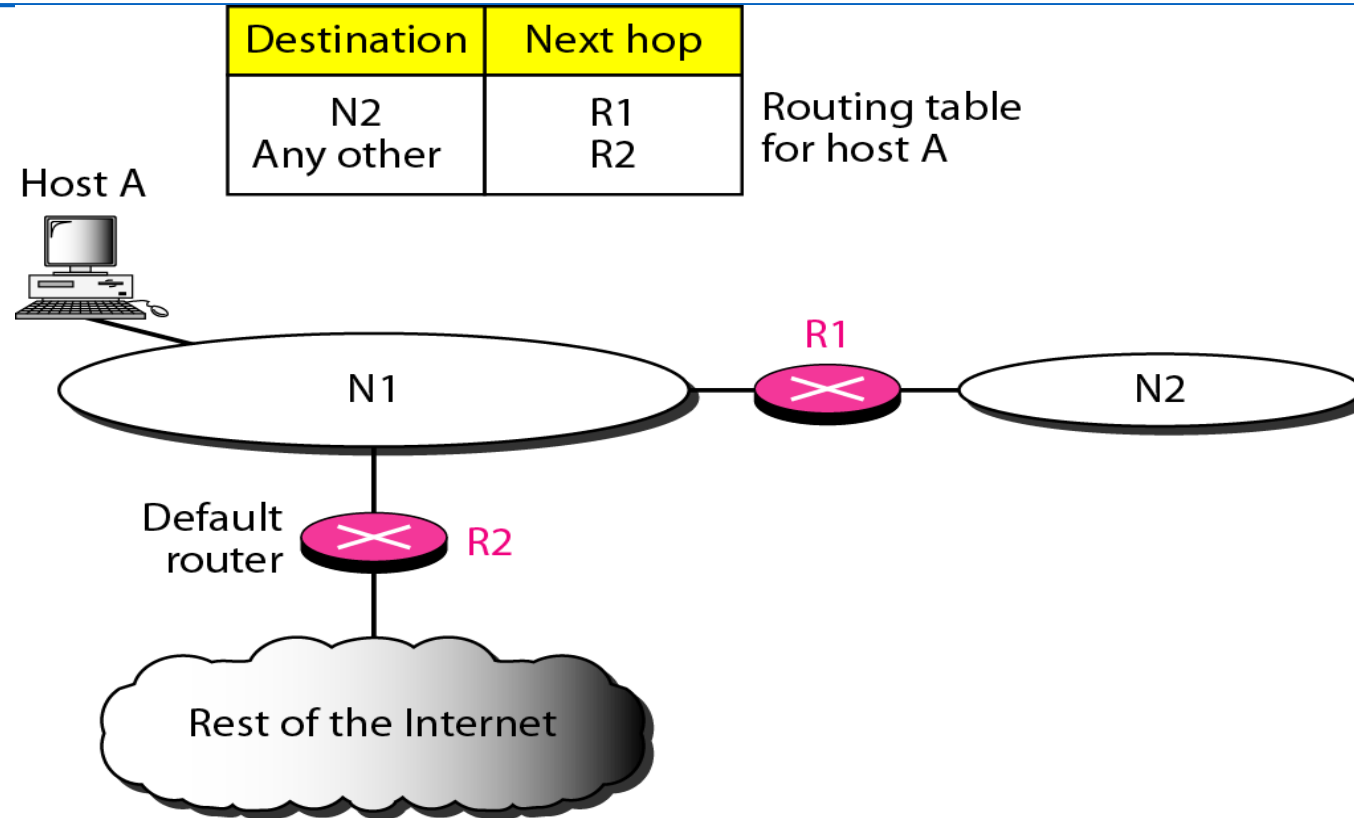 Destination Next hop
N2 R1
Any other R2
Routing table
for host A
Host A
R1
N1
N2
Default
router
R2
Rest of the Internet